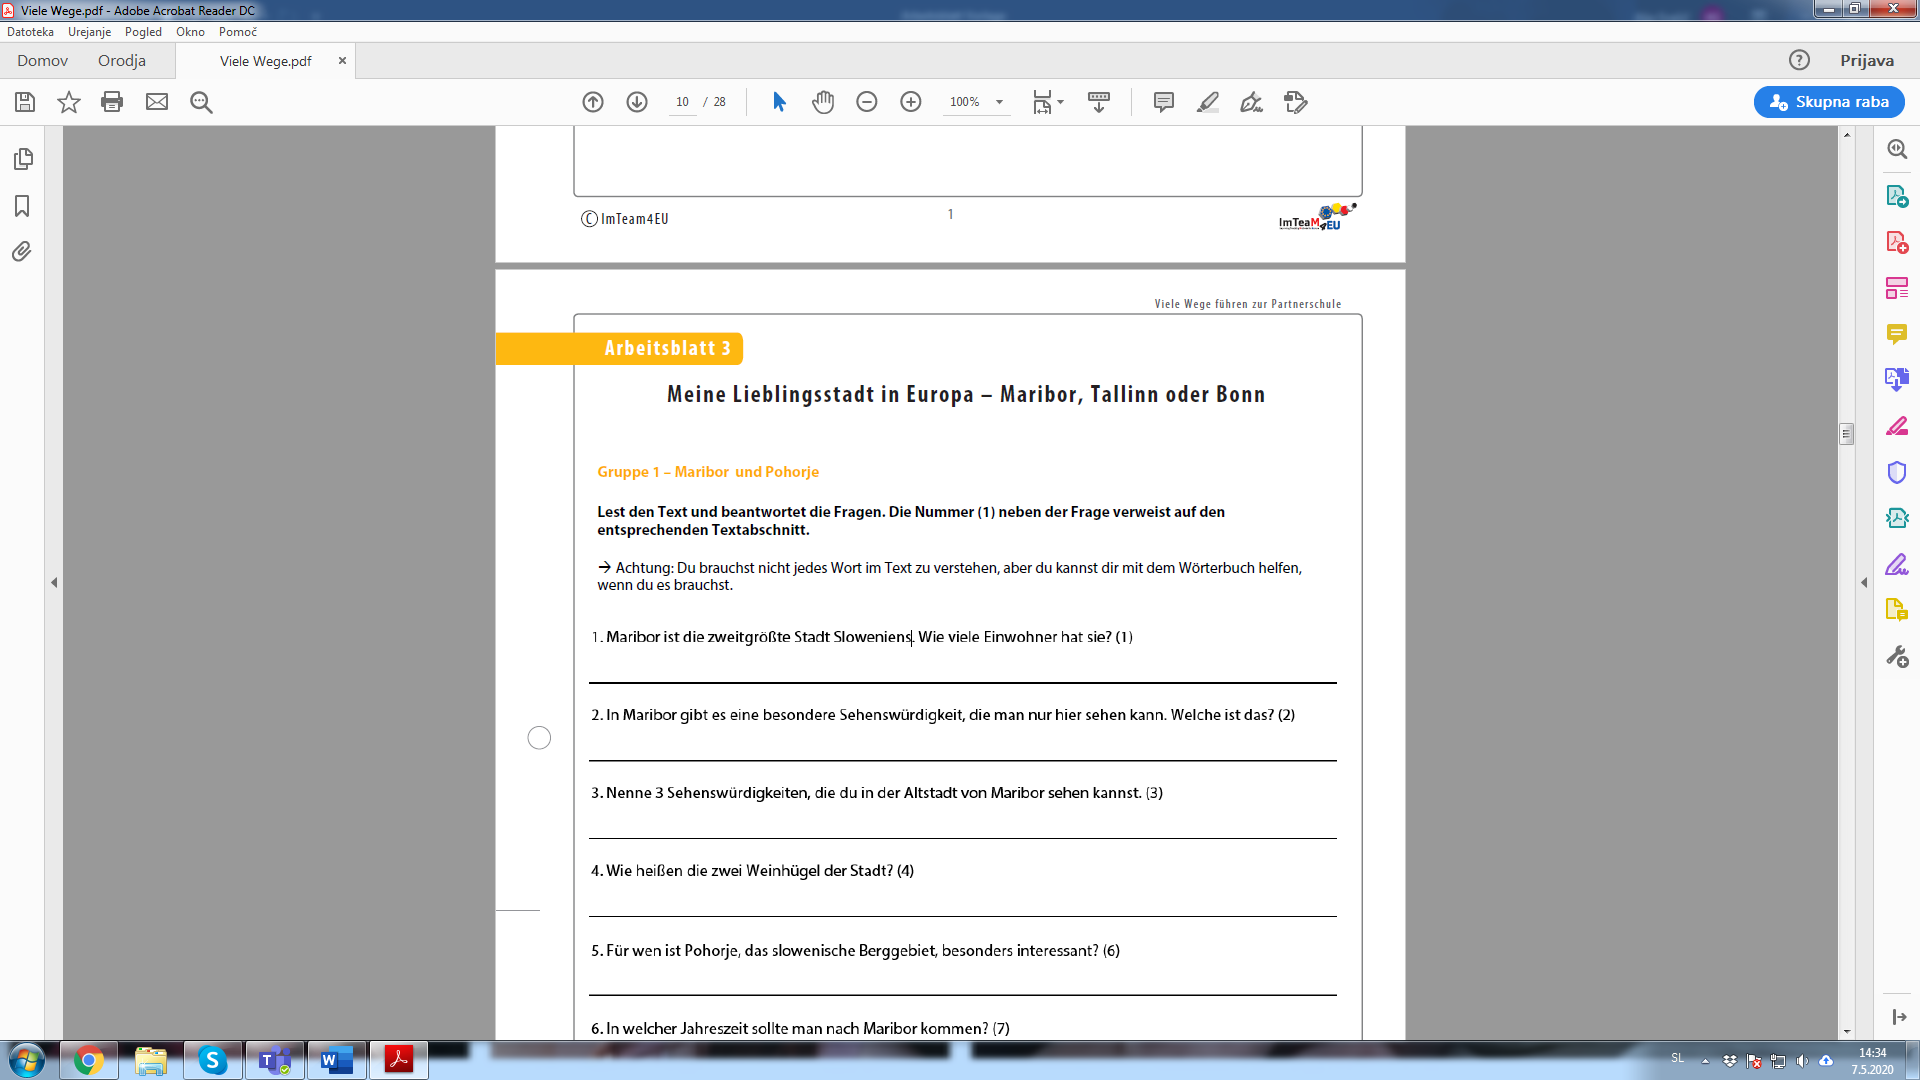 Viele Wege.pdf - Adobe Acrobat Reader DC
Datoteka Urejanje Pogled Okno Pomoč
Domov Orodja Viele Wege.pdf Prijava
10 / 28 100% Skupna raba
© ImTeam4EU 1 ImTeaM4EU
Viele Wege führen zur Partnerschule
Arbeitsblatt 3
Meine Lieblingsstadt in Europa – Maribor, Tallinn oder Bonn
Gruppe 1 – Maribor und Pohorje
Lest den Text und beantwortet die Fragen. Die Nummer (1) neben der Frage verweist auf den
entsprechenden Textabschnitt.
→ Achtung: Du brauchst nicht jedes Wort im Text zu verstehen, aber du kannst dir mit dem Wörterbuch helfen,
wenn du es brauchst.
1. Maribor ist die zweitgrößte Stadt Sloweniens. Wie viele Einwohner hat sie? (1)
2. In Maribor gibt es eine besondere Sehenswürdigkeit, die man nur hier sehen kann. Welche ist das? (2)
3. Nenne 3 Sehenswürdigkeiten, die du in der Altstadt von Maribor sehen kannst. (3)
4. Wie heißen die zwei Weinhügel der Stadt? (4)
5. Für wen ist Pohorje, das slowenische Berggebiet, besonders interessant? (6)
6. In welcher Jahreszeit sollte man nach Maribor kommen? (7)
SL 14:34
7.5.2020